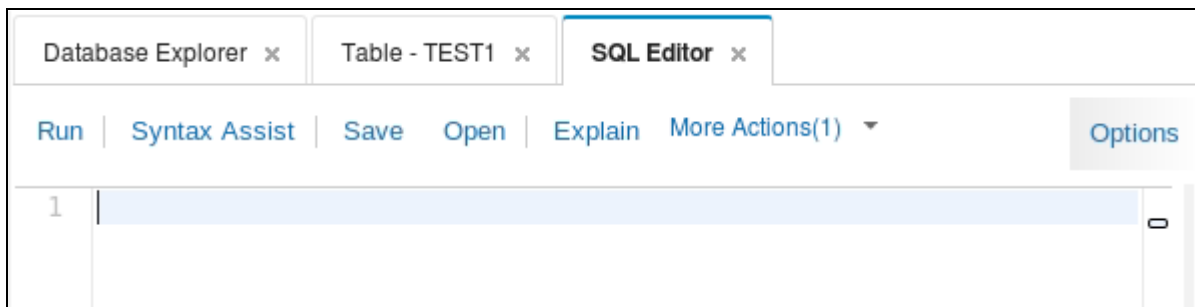 Database Explorer × Table - TEST1 × SQL Editor ×
Run | Syntax Assist | Save Open | Explain More Actions(1) Options
1